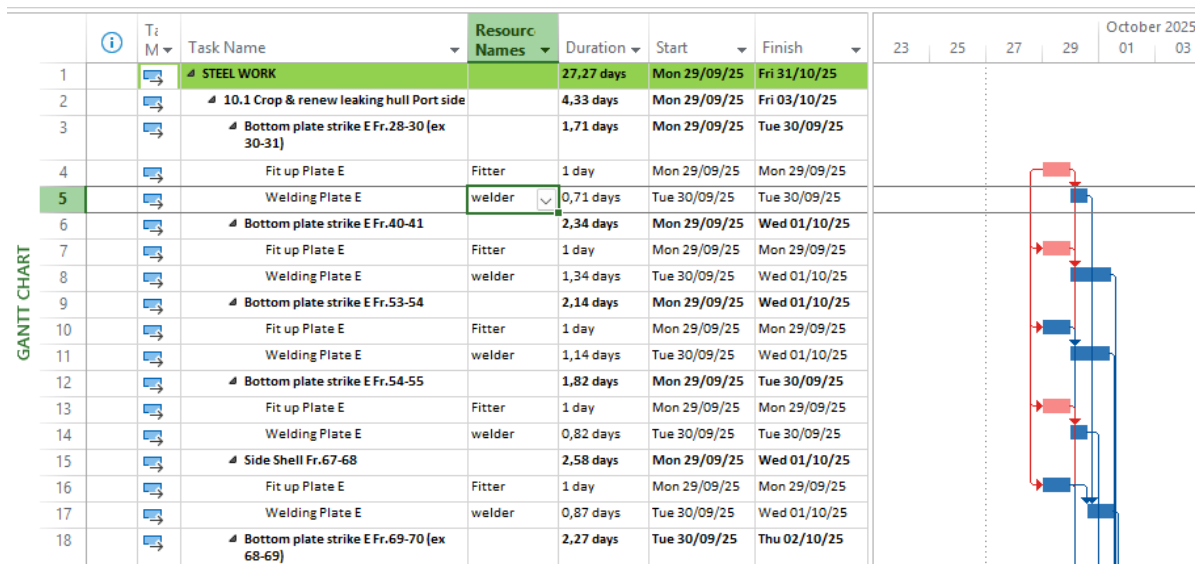 GANTT CHART
Ta M Task Name Resourc Names Duration Start Finish
October 2025
23 25 27 29 01 03
1 STEEL WORK 27,27 days Mon 29/09/25 Fri 31/10/25
2 10.1 Crop & renew leaking hull Port side 4,33 days Mon 29/09/25 Fri 03/10/25
3 Bottom plate strike E Fr.28-30 (ex 30-31) 1,71 days Mon 29/09/25 Tue 30/09/25
4 Fit up Plate E Fitter 1 day Mon 29/09/25 Mon 29/09/25
5 Welding Plate E welder 0,71 days Tue 30/09/25 Tue 30/09/25
6 Bottom plate strike E Fr.40-41 2,34 days Mon 29/09/25 Wed 01/10/25
7 Fit up Plate E Fitter 1 day Mon 29/09/25 Mon 29/09/25
8 Welding Plate E welder 1,34 days Tue 30/09/25 Wed 01/10/25
9 Bottom plate strike E Fr.53-54 2,14 days Mon 29/09/25 Wed 01/10/25
10 Fit up Plate E Fitter 1 day Mon 29/09/25 Mon 29/09/25
11 Welding Plate E welder 1,14 days Tue 30/09/25 Wed 01/10/25
12 Bottom plate strike E Fr.54-55 1,82 days Mon 29/09/25 Tue 30/09/25
13 Fit up Plate E Fitter 1 day Mon 29/09/25 Mon 29/09/25
14 Welding Plate E welder 0,82 days Tue 30/09/25 Tue 30/09/25
15 Side Shell Fr.67-68 2,58 days Mon 29/09/25 Wed 01/10/25
16 Fit up Plate E Fitter 1 day Mon 29/09/25 Mon 29/09/25
17 Welding Plate E welder 0,87 days Tue 30/09/25 Wed 01/10/25
18 Bottom plate strike E Fr.69-70 (ex 68-69) 2,27 days Tue 30/09/25 Thu 02/10/25